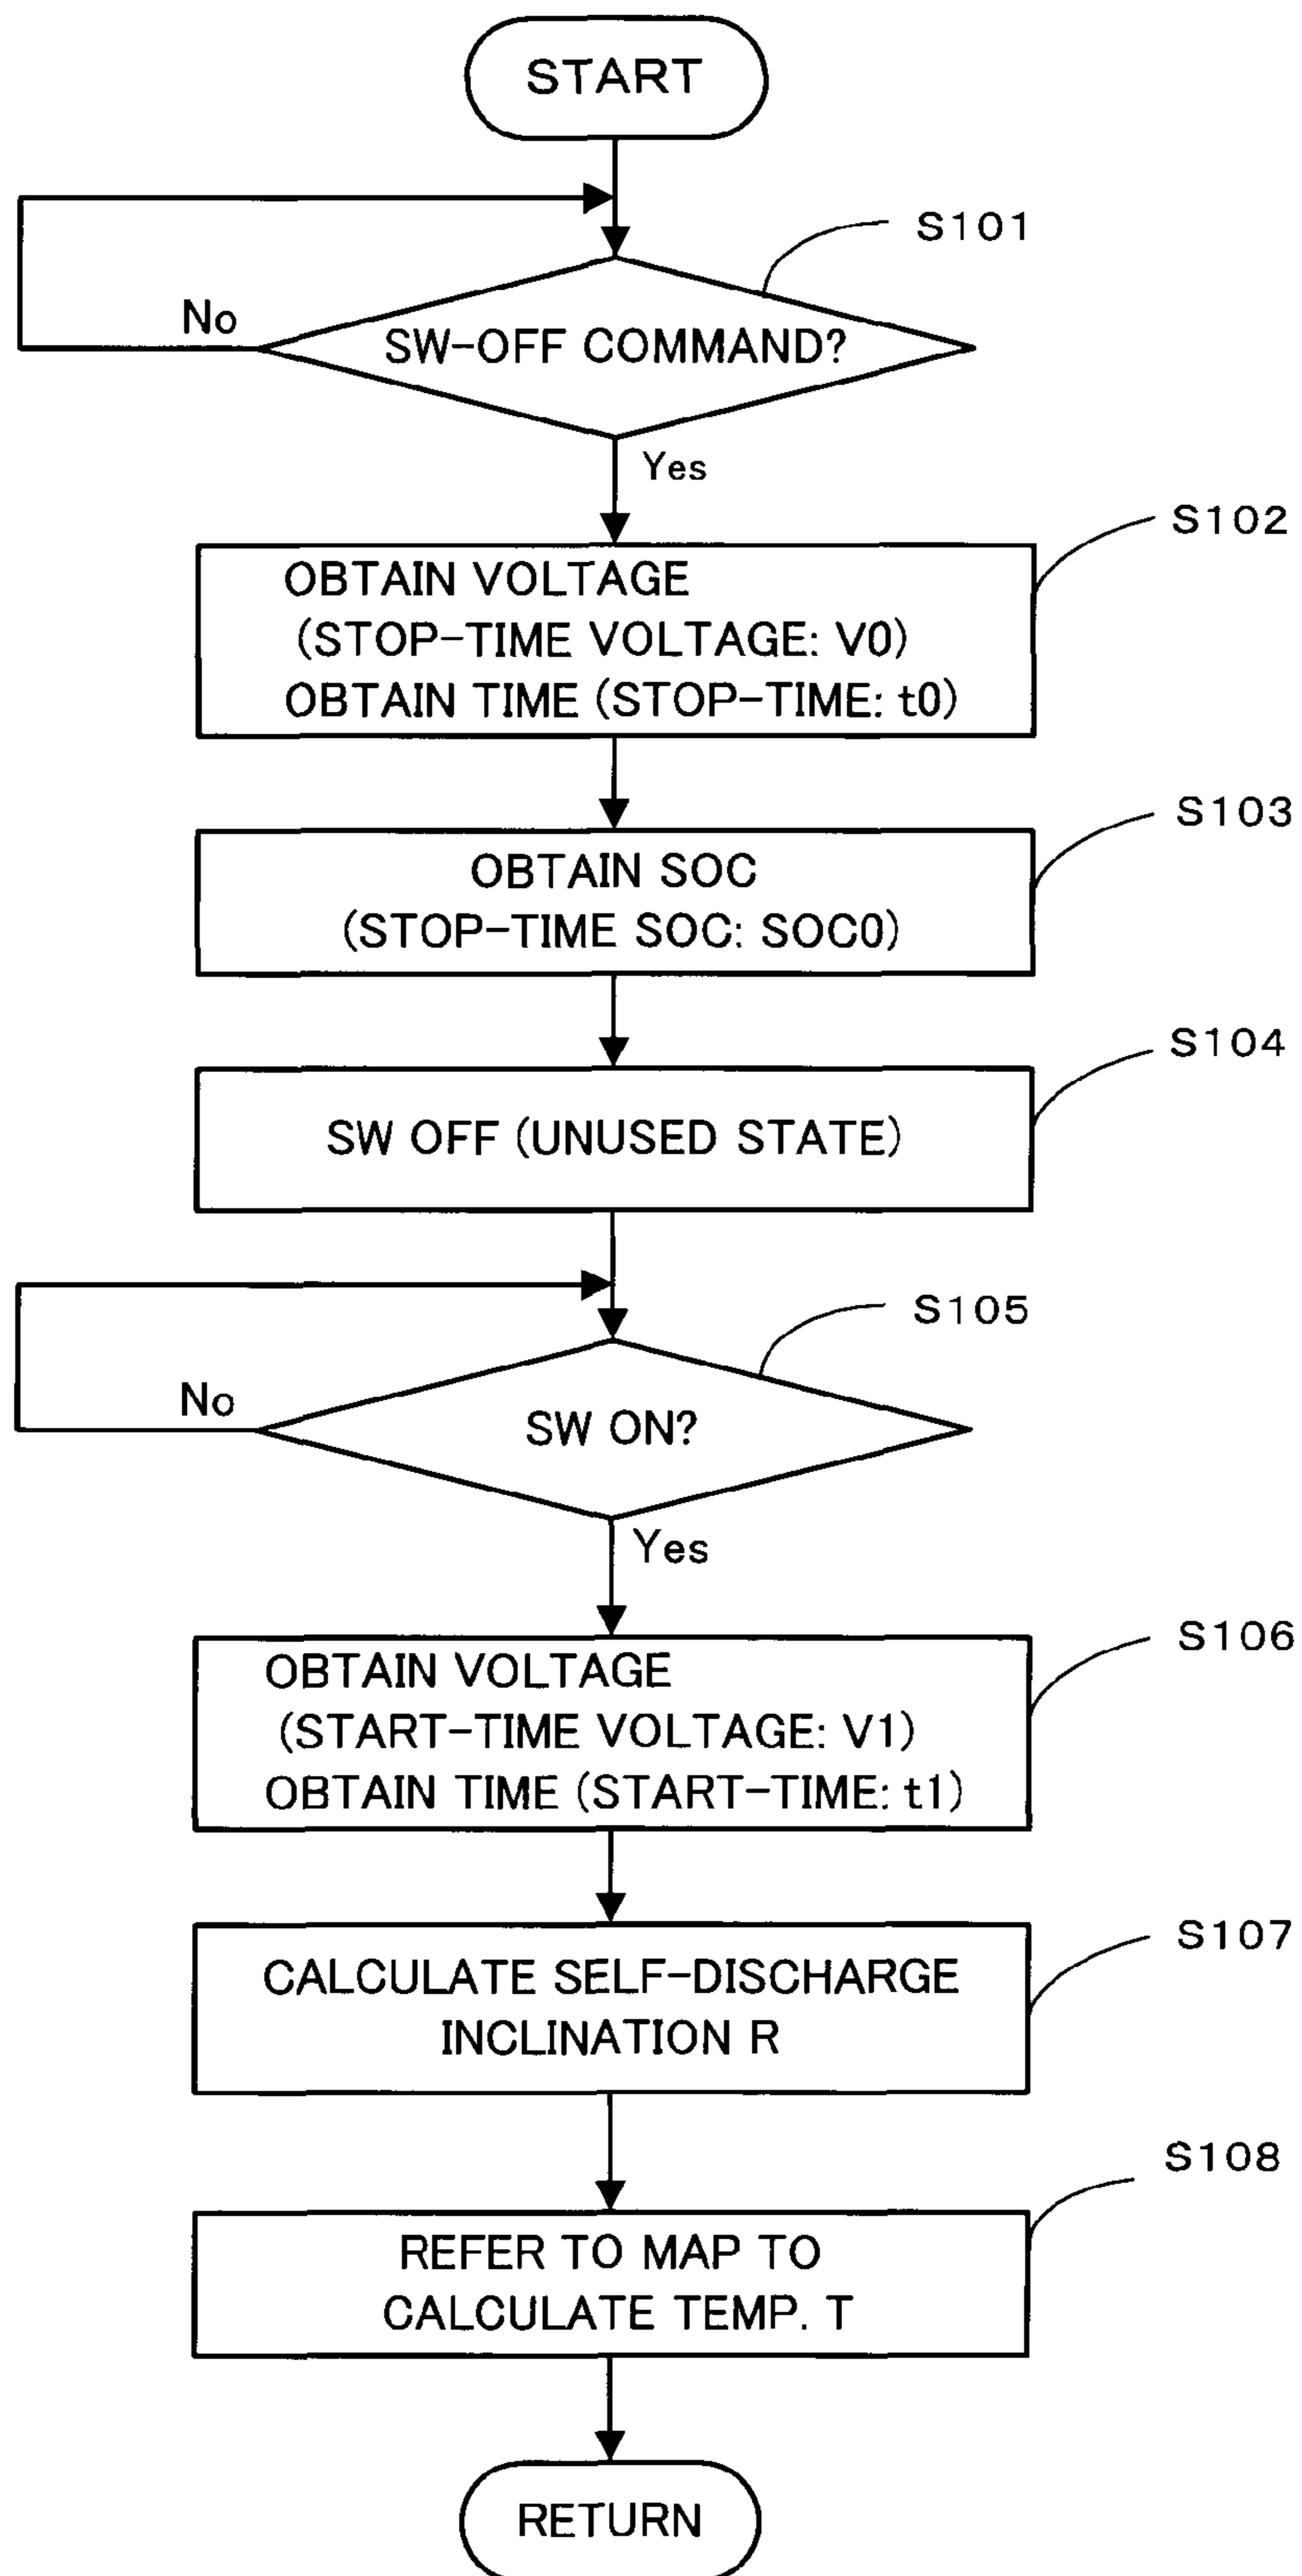 START
S101
No
SW-OFF COMMAND?
Yes
S102
OBTAIN VOLTAGE
(STOP-TIME VOLTAGE: V0)
OBTAIN TIME (STOP-TIME: t0)
S103
OBTAIN SOC
(STOP-TIME SOC: SOC0)
S104
SW OFF (UNUSED STATE)
S105
No
SW ON?
Yes
S106
OBTAIN VOLTAGE
(START-TIME VOLTAGE: V1)
OBTAIN TIME (START-TIME: t1)
S107
CALCULATE SELF-DISCHARGE
INCLINATION R
S108
REFER TO MAP TO
CALCULATE TEMP. T
RETURN